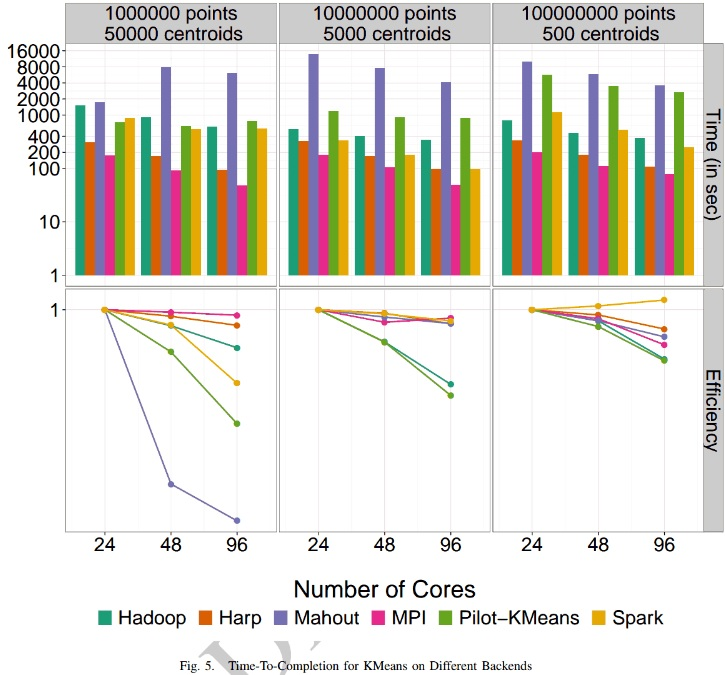 1000000 points
50000 centroids
10000000 points
5000 centroids
100000000 points
500 centroids
16000
8000
4000
2000
1000
400
200
100
10
1
Time (in sec)
1
Efficiency
24 48 96 24 48 96 24 48 96
Number of Cores
Hadoop Harp Mahout MPI Pilot−KMeans Spark
Fig. 5. Time-To-Completion for KMeans on Different Backends